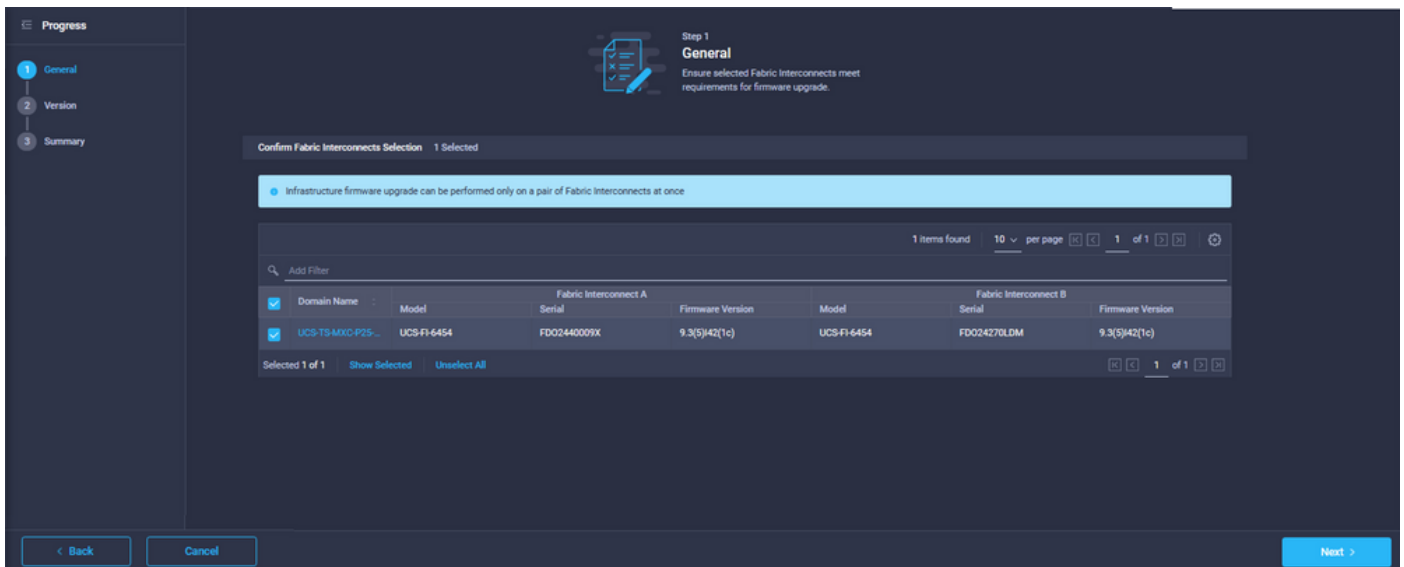 Progress
1 General
2 Version
3 Summary
Step 1
General
Ensure selected Fabric Interconnects meet
requirements for firmware upgrade.
Confirm Fabric Interconnects Selection 1 Selected
Infrastructure firmware upgrade can be performed only on a pair of Fabric Interconnects at once
1 items found 10 per page 1 of 1
Add Filter
Domain Name Fabric Interconnect A Fabric Interconnect B
Model Serial Firmware Version Model Serial Firmware Version
UCS-TS-MXC-P25-... UCS-FI-6454 FDO2440009X 9.3(5)I42(1c) UCS-FI-6454 FDO24270LDM 9.3(5)I42(1c)
Selected 1 of 1 Show Selected Unselect All 1 of 1
< Back Cancel Next >